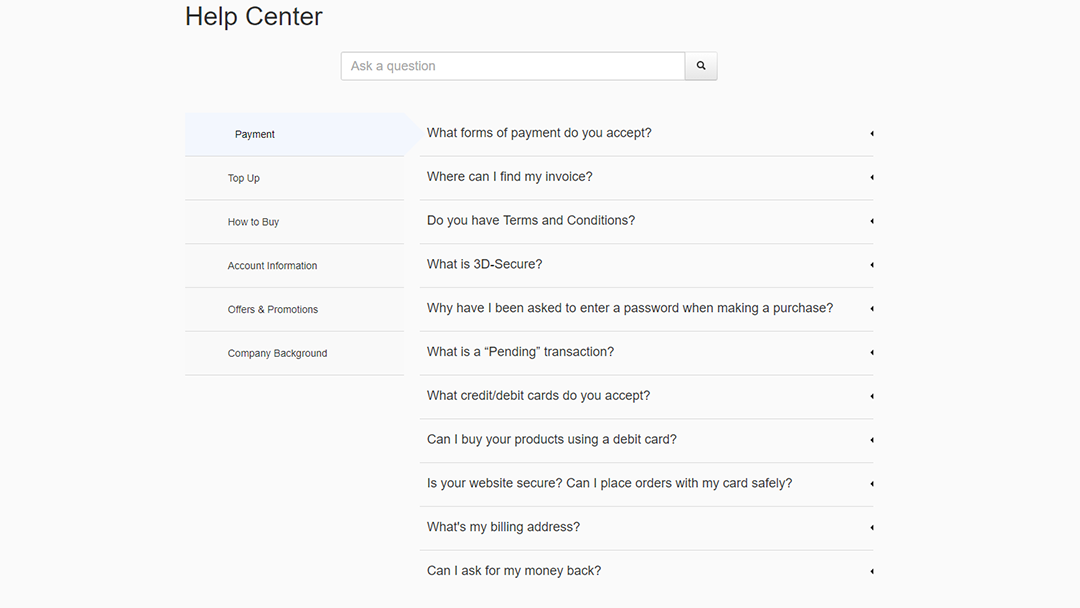 Help Center
Ask a question
Payment
Top Up
How to Buy
Account Information
Offers & Promotions
Company Background
What forms of payment do you accept?
Where can I find my invoice?
Do you have Terms and Conditions?
What is 3D-Secure?
Why have I been asked to enter a password when making a purchase?
What is a “Pending” transaction?
What credit/debit cards do you accept?
Can I buy your products using a debit card?
Is your website secure? Can I place orders with my card safely?
What's my billing address?
Can I ask for my money back?